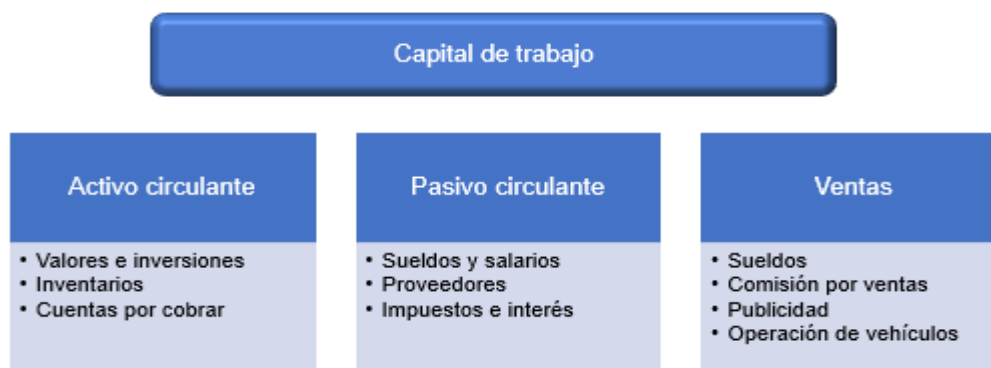 Capital de trabajo
Activo circulante
• Valores e inversiones
• Inventarios
• Cuentas por cobrar
Pasivo circulante
• Sueldos y salarios
• Proveedores
• Impuestos e interés
Ventas
• Sueldos
• Comisión por ventas
• Publicidad
• Operación de vehículos